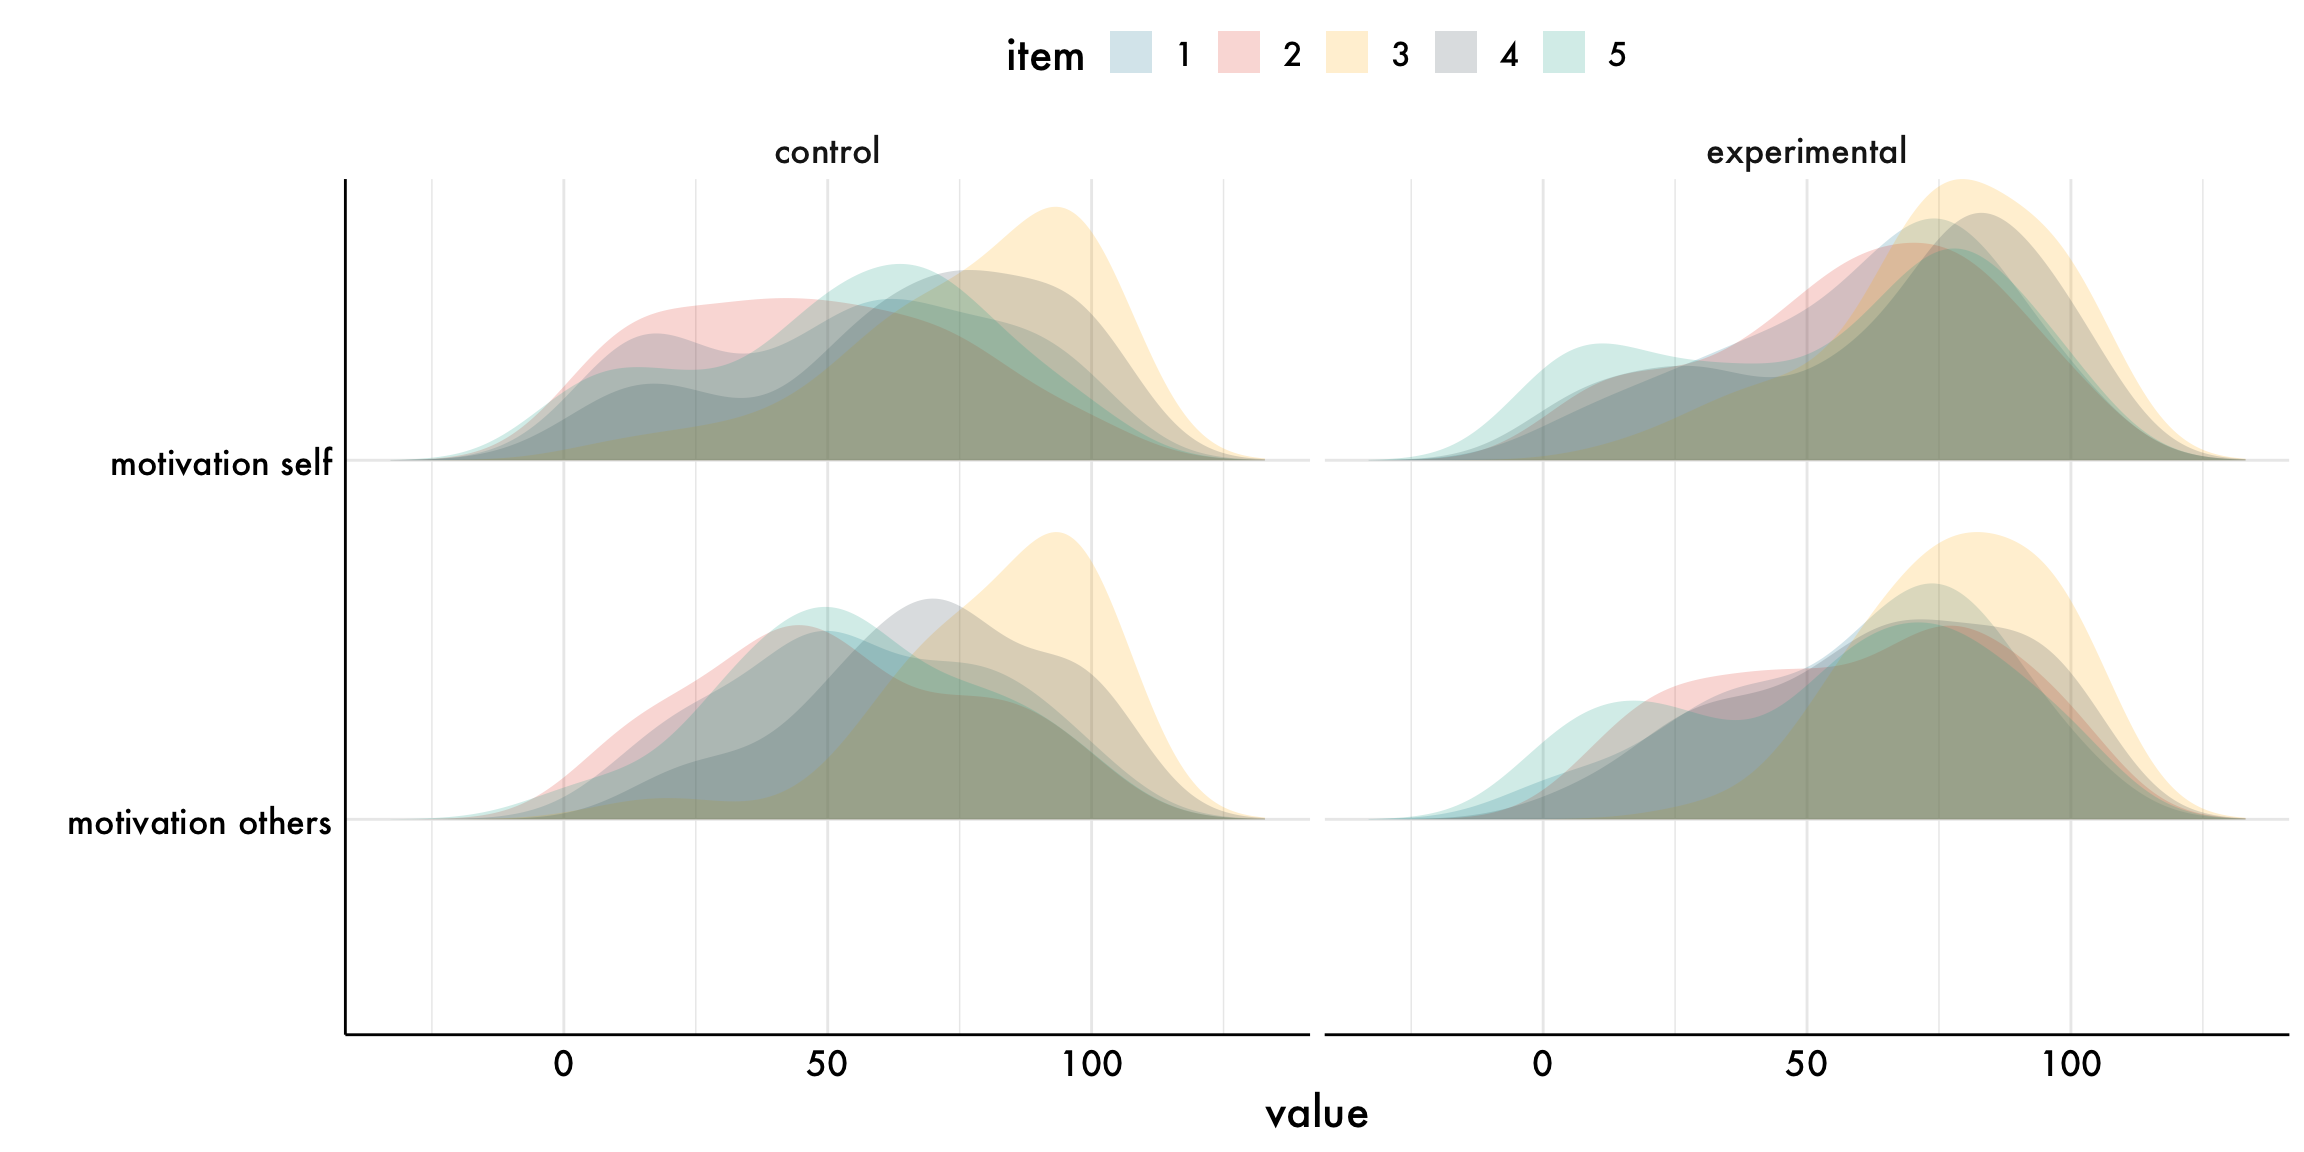 item 1 2 3 4 5
control experimental
motivation self
motivation others
0 50 100 0 50 100
value